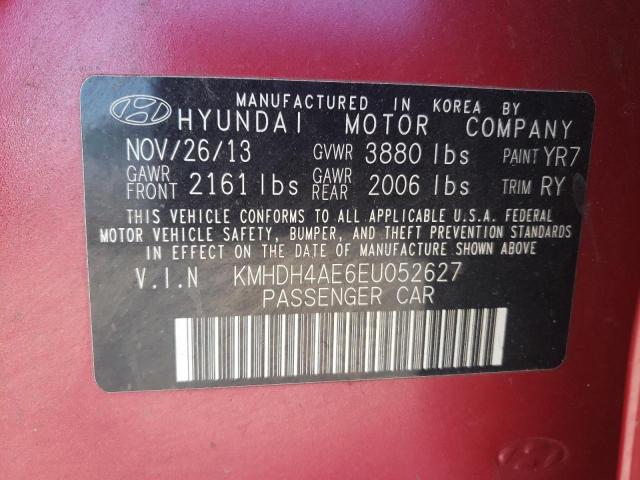 MANUFACTURED IN KOREA BY
HYUNDAI MOTOR COMPANY
NOV/26/13 GVWR 3880 lbs PAINT YR7
GAWR FRONT 2161 lbs GAWR REAR 2006 lbs TRIM RY
THIS VEHICLE CONFORMS TO ALL APPLICABLE U.S.A. FEDERAL
MOTOR VEHICLE SAFETY, BUMPER, AND THEFT PREVENTION STANDARDS
IN EFFECT ON THE DATE OF MANUFACTURE SHOWN ABOVE
V.I.N KMHDH4AE6EU052627
PASSENGER CAR